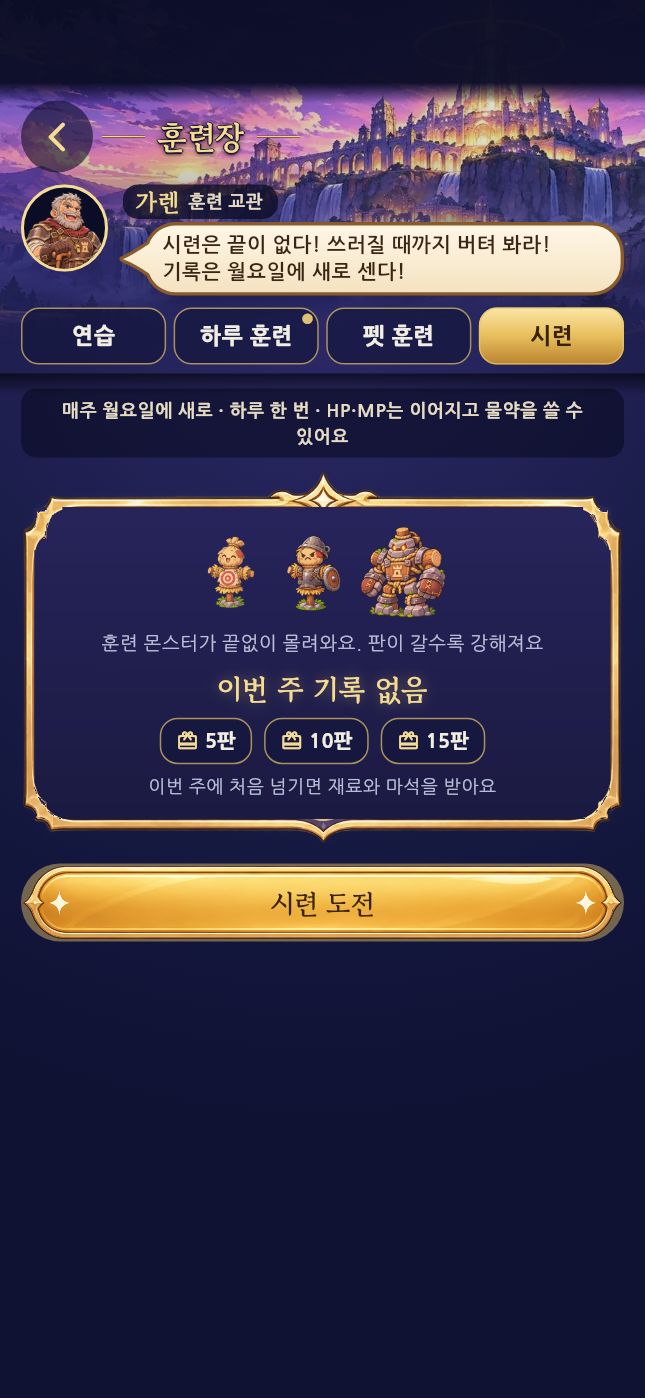 훈련장
가렌 훈련 교관
시련은 끝이 없다! 쓰러질 때까지 버텨 봐라!
기록은 월요일에 새로 센다!
연습
하루 훈련
펫 훈련
시련
매주 월요일에 새로 · 하루 한 번 · HP·MP는 이어지고 물약을 쓸 수
있어요
훈련 몬스터가 끝없이 몰려와요. 판이 갈수록 강해져요
이번 주 기록 없음
5판
10판
15판
이번 주에 처음 넘기면 재료와 마석을 받아요
시련 도전